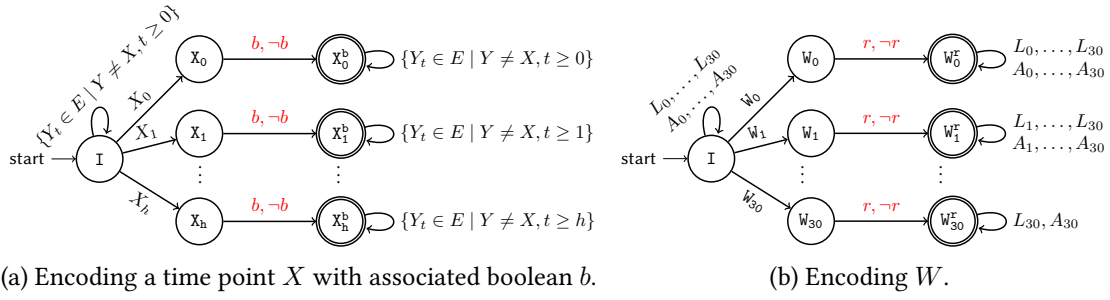 {Y_t ∈ E | Y ≠ X, t ≥ 0}
start
I
X_0
X_1
X_h
X_0
b, ¬b
X_0^b
{Y_t ∈ E | Y ≠ X, t ≥ 0}
X_1
b, ¬b
X_1^b
{Y_t ∈ E | Y ≠ X, t ≥ 1}
⋮
⋮
X_h
b, ¬b
X_h^b
{Y_t ∈ E | Y ≠ X, t ≥ h}
(a) Encoding a time point X with associated boolean b.
L_0, . . . , L_30
A_0, . . . , A_30
start
I
W_0
W_1
W_30
W_0
r, ¬r
W_0^r
L_0, . . . , L_30
A_0, . . . , A_30
W_1
r, ¬r
W_1^r
L_1, . . . , L_30
A_1, . . . , A_30
⋮
⋮
W_30
r, ¬r
W_30^r
L_30, A_30
(b) Encoding W.